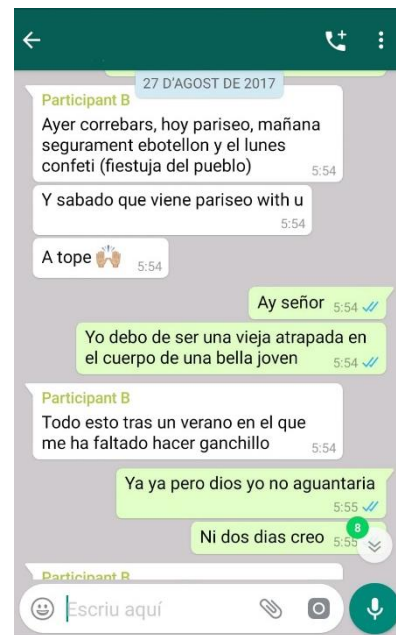 27 D'AGOST DE 2017
Participant B
Ayer correbars, hoy pariseo, mañana
segurament ebotellon y el lunes
confeti (fiestuja del pueblo)
5:54
Y sabado que viene pariseo with u
5:54
A tope 🙌🏼 5:54
Ay señor 5:54
Yo debo de ser una vieja atrapada en
el cuerpo de una bella joven 5:54
Participant B
Todo esto tras un verano en el que
me ha faltado hacer ganchillo 5:54
Ya ya pero dios yo no aguantaria
5:55
Ni dos dias creo 5:55
8
Participant B
Escriu aquí